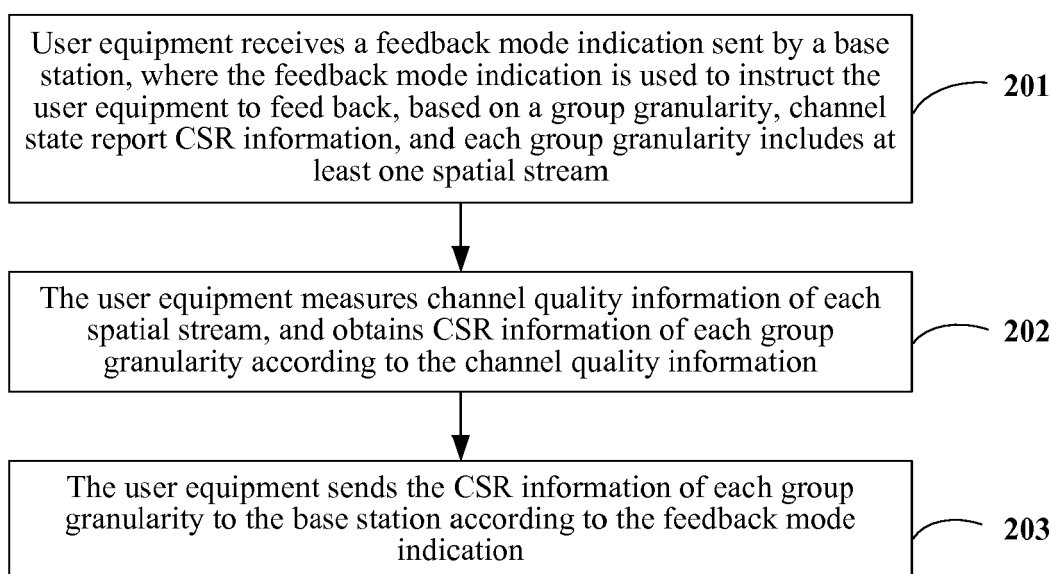 User equipment receives a feedback mode indication sent by a base
station, where the feedback mode indication is used to instruct the
user equipment to feed back, based on a group granularity, channel
state report CSR information, and each group granularity includes at
least one spatial stream
201
The user equipment measures channel quality information of each
spatial stream, and obtains CSR information of each group
granularity according to the channel quality information
202
The user equipment sends the CSR information of each group
granularity to the base station according to the feedback mode
indication
203